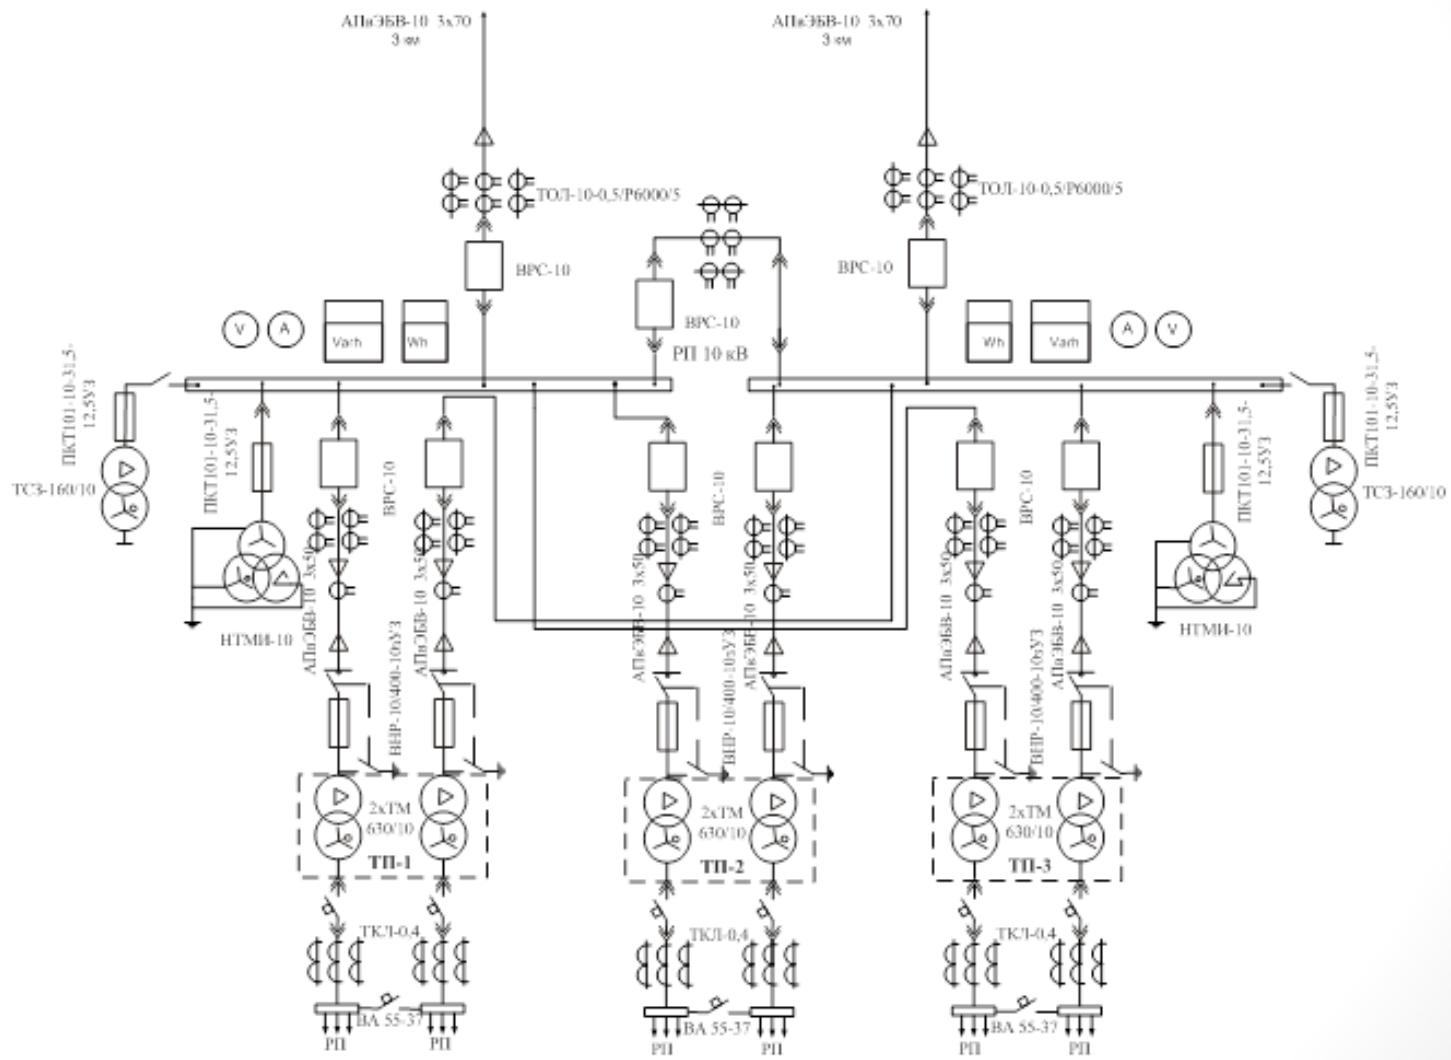 АПвЭБВ-10 3х70
3 км
АПвЭБВ-10 3х70
3 км
ТОЛ-10-0,5/Р6000/5
ТОЛ-10-0,5/Р6000/5
ВРС-10
ВРС-10
ВРС-10
V
A
Varh
Wh
РП 10 кВ
Wh
Varh
A
V
ПКТ101-10-31,5-
12,5УЗ
ПКТ101-10-31,5-
12,5УЗ
ПКТ101-10-31,5-
12,5УЗ
ПКТ101-10-31,5-
12,5УЗ
ТСЗ-160/10
ТСЗ-160/10
ВРС-10
ВРС-10
ВРС-10
НТМИ-10
НТМИ-10
АПвЭБВ-10 3х50
АПвЭБВ-10 3х50
АПвЭБВ-10 3х50
АПвЭБВ-10 3х50
АПвЭБВ-10 3х50
АПвЭБВ-10 3х50
ВНР-10/400-10зУЗ
ВНР-10/400-10зУЗ
ВНР-10/400-10зУЗ
2хТМ
630/10
ТП-1
2хТМ
630/10
ТП-2
2хТМ
630/10
ТП-3
ТКЛ-0,4
ТКЛ-0,4
ТКЛ-0,4
ВА 55-37
ВА 55-37
ВА 55-37
РП
РП
РП
РП
РП
РП